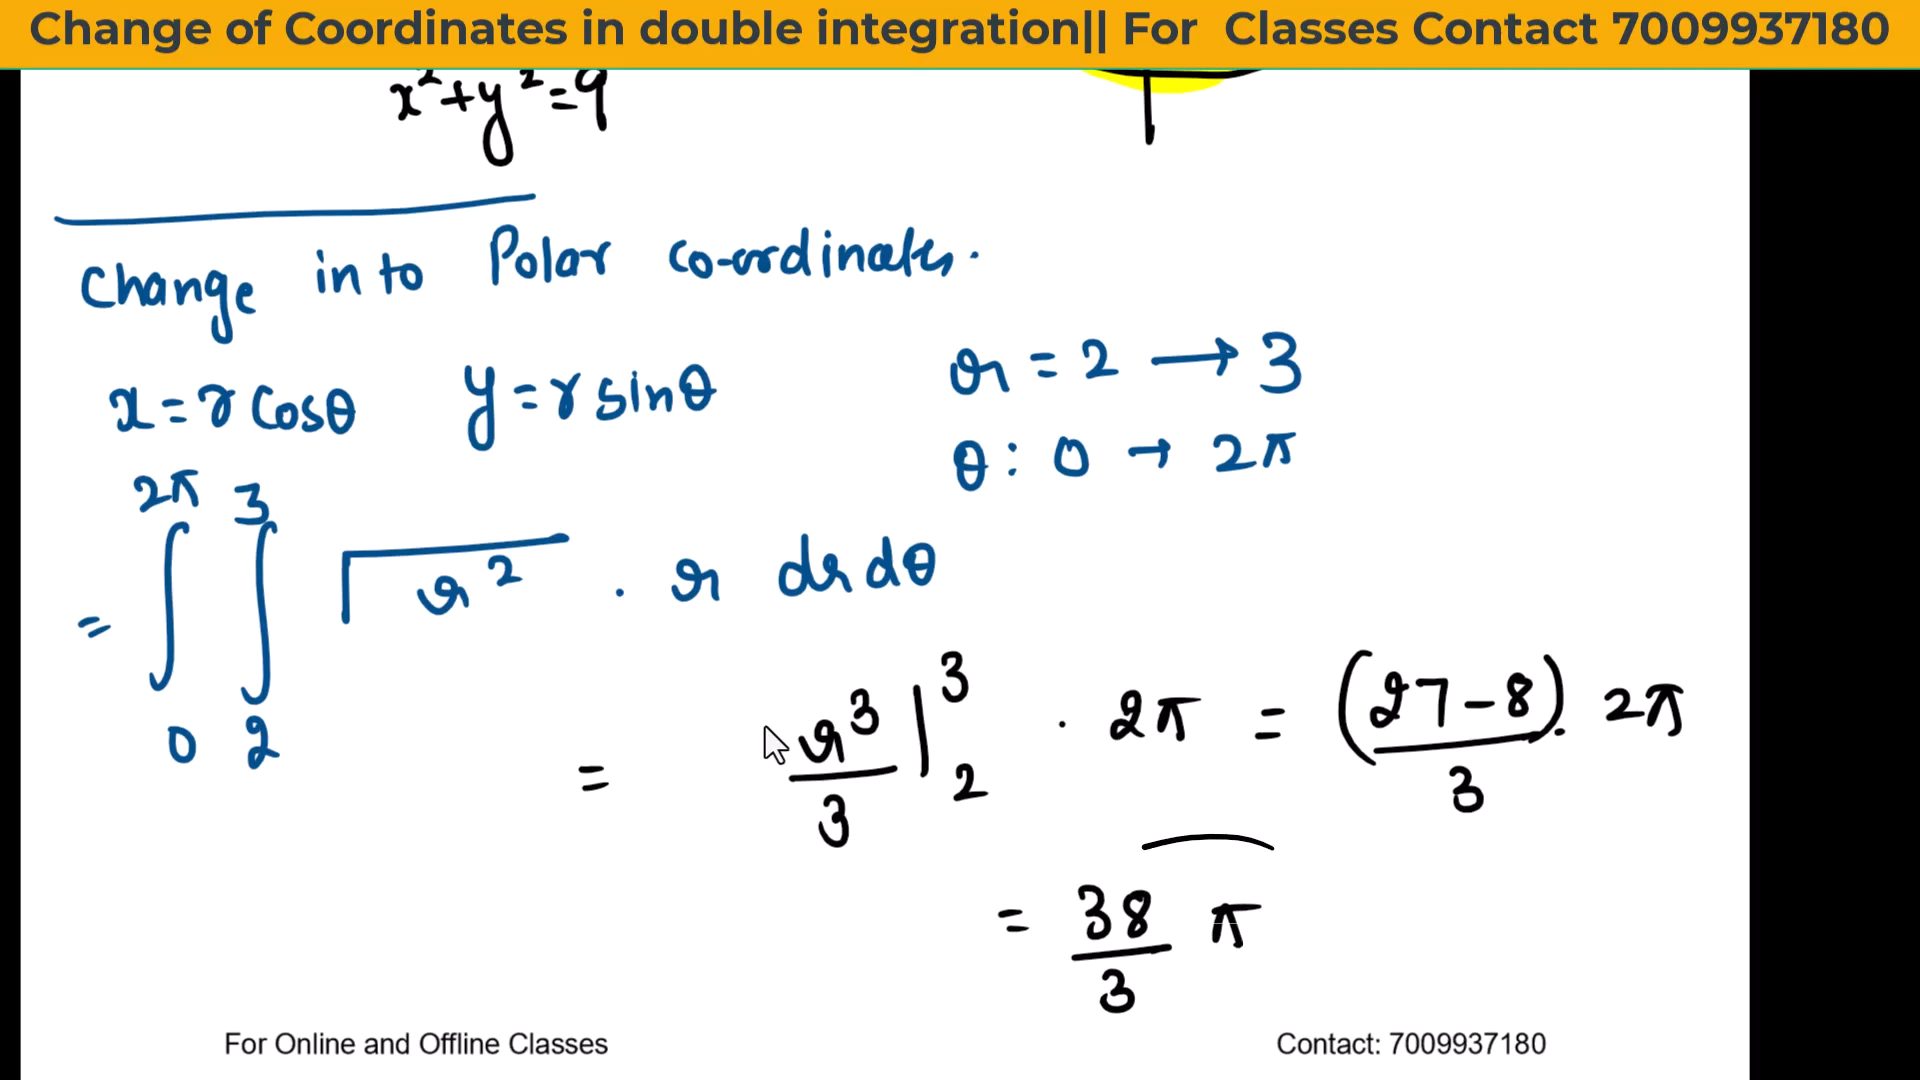 Change of Coordinates in double integration|| For Classes Contact 7009937180
x²+y²=9
Change into Polar co-ordinates.
x=r cosθ y=r sinθ
r = 2 → 3
θ : 0 → 2π
= ∫₀^2π ∫₂^3 √r² . r dr dθ
= r³/3 |₂³ . 2π = (27-8)/3 . 2π
= 38/3 π
For Online and Offline Classes Contact: 7009937180